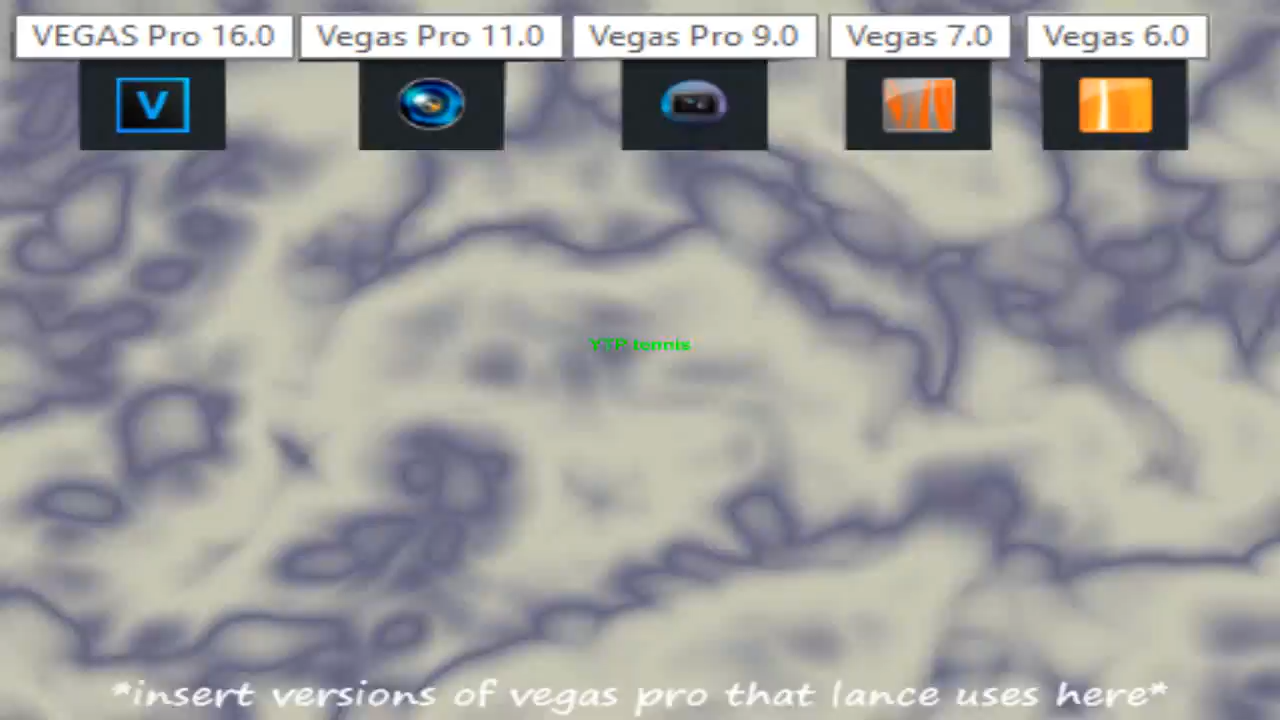 VEGAS Pro 16.0 Vegas Pro 11.0 Vegas Pro 9.0 Vegas 7.0 Vegas 6.0
V
YTP tennis
*insert versions of vegas pro that lance uses here*